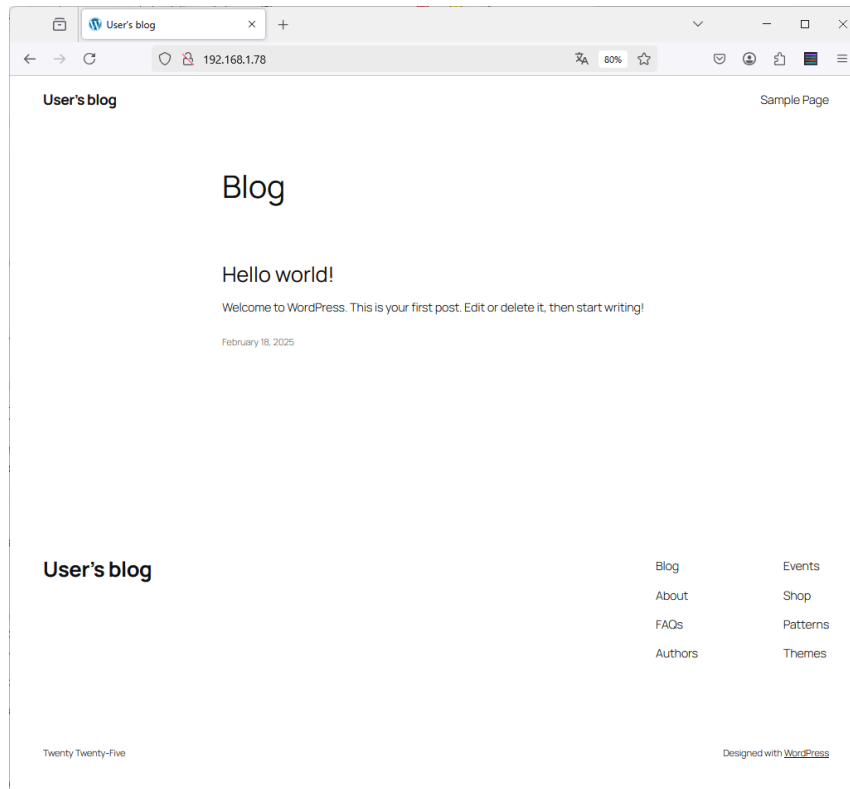 User's blog
192.168.1.78
80%
User's blog
Sample Page
Blog
Hello world!
Welcome to WordPress. This is your first post. Edit or delete it, then start writing!
February 18, 2025
User's blog
Blog
About
FAQs
Authors
Events
Shop
Patterns
Themes
Twenty Twenty-Five
Designed with WordPress